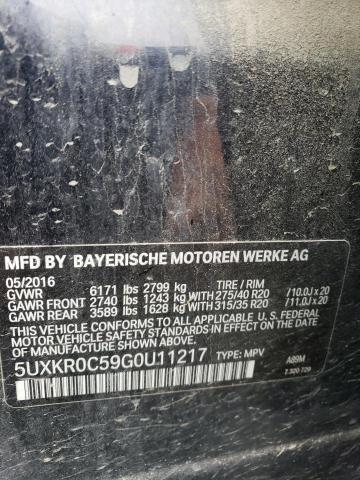 MFD BY BAYERISCHE MOTOREN WERKE AG
05/2016 TIRE / RIM
GVWR 6171 lbs 2799 kg
GAWR FRONT 2740 lbs 1243 kg WITH 275/40 R20 /10.0J x 20
GAWR REAR 3589 lbs 1628 kg WITH 315/35 R20 /11.0J x 20
THIS VEHICLE CONFORMS TO ALL APPLICABLE U. S. FEDERAL
MOTOR VEHICLE SAFETY STANDARDS IN EFFECT ON THE DATE
OF MANUFACTURE SHOWN ABOVE.
5UXKR0C59G0U11217 TYPE: MPV A89M
7.320-729